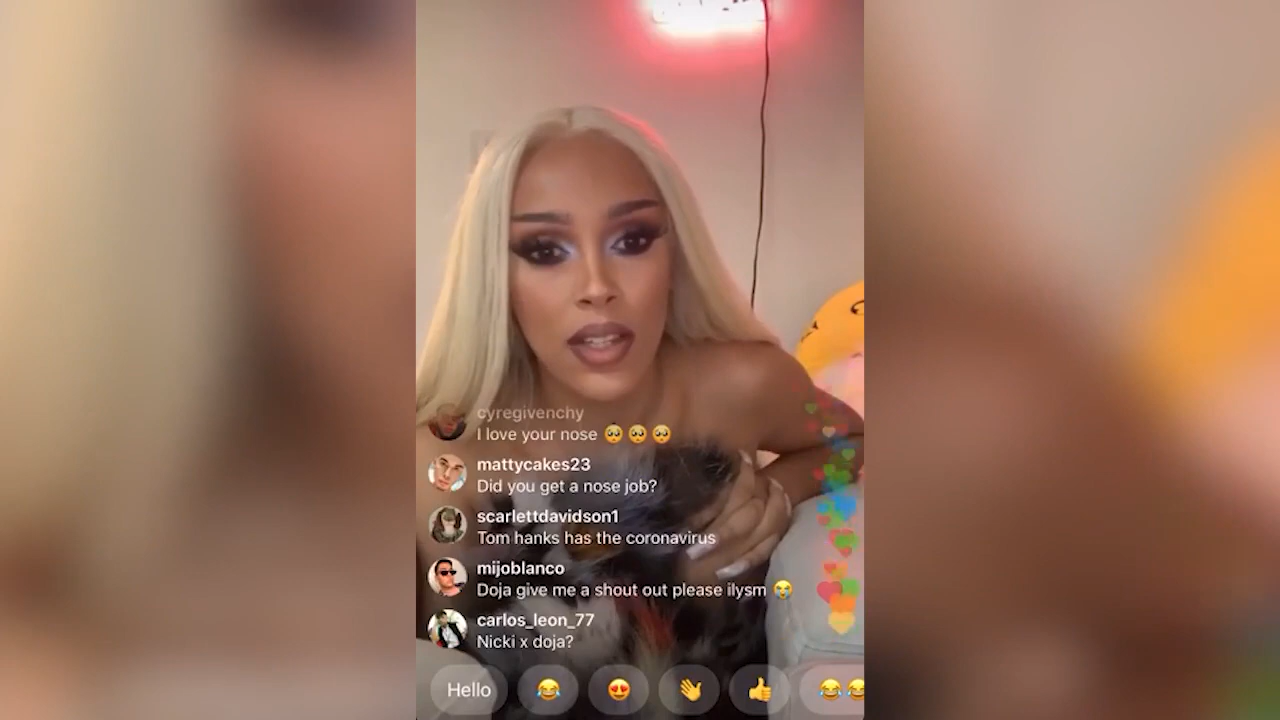 cyregivenchy
I love your nose 🥺 🥺 🥺
mattycakes23
Did you get a nose job?
scarlettdavidson1
Tom hanks has the coronavirus
mijoblanco
Doja give me a shout out please ilysm 😭
carlos_leon_77
Nicki x doja?
Hello 😂 😍 👋 👍 😂 😂